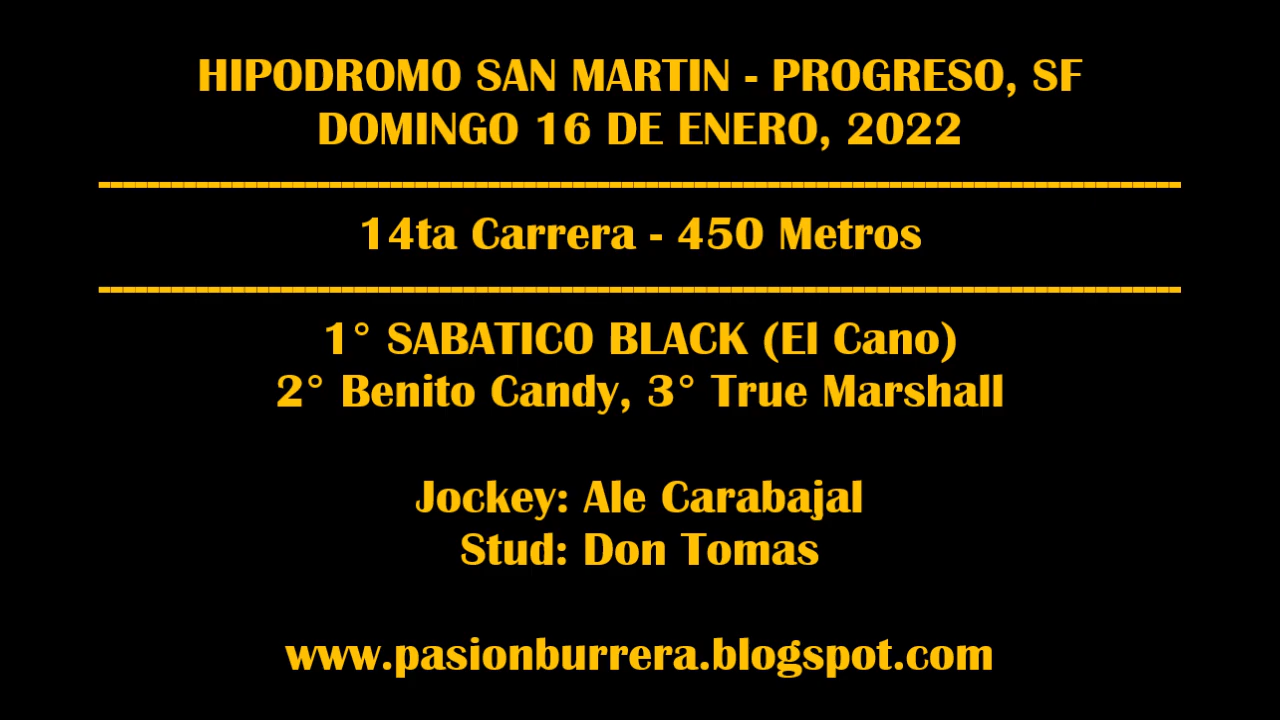 HIPODROMO SAN MARTIN - PROGRESO, SF
DOMINGO 16 DE ENERO, 2022
14ta Carrera - 450 Metros
1° SABATICO BLACK (El Cano)
2° Benito Candy, 3° True Marshall
Jockey: Ale Carabajal
Stud: Don Tomas
www.pasionburrera.blogspot.com